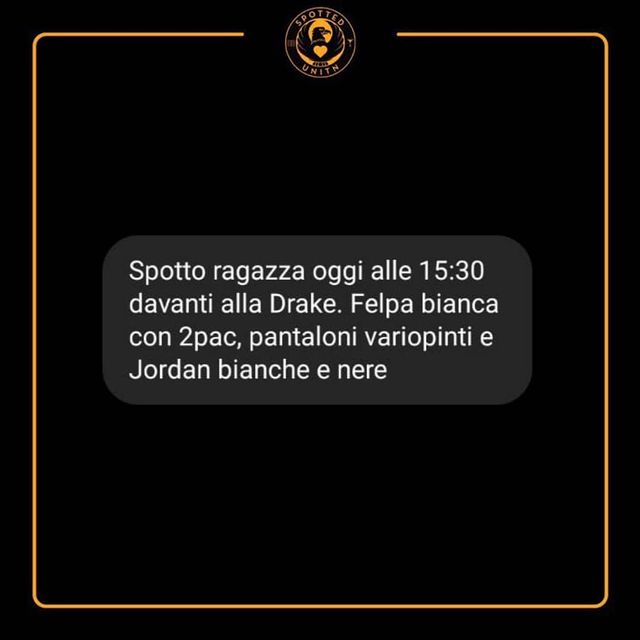 SPOTTED
UNITN
Spotto ragazza oggi alle 15:30
davanti alla Drake. Felpa bianca
con 2pac, pantaloni variopinti e
Jordan bianche e nere